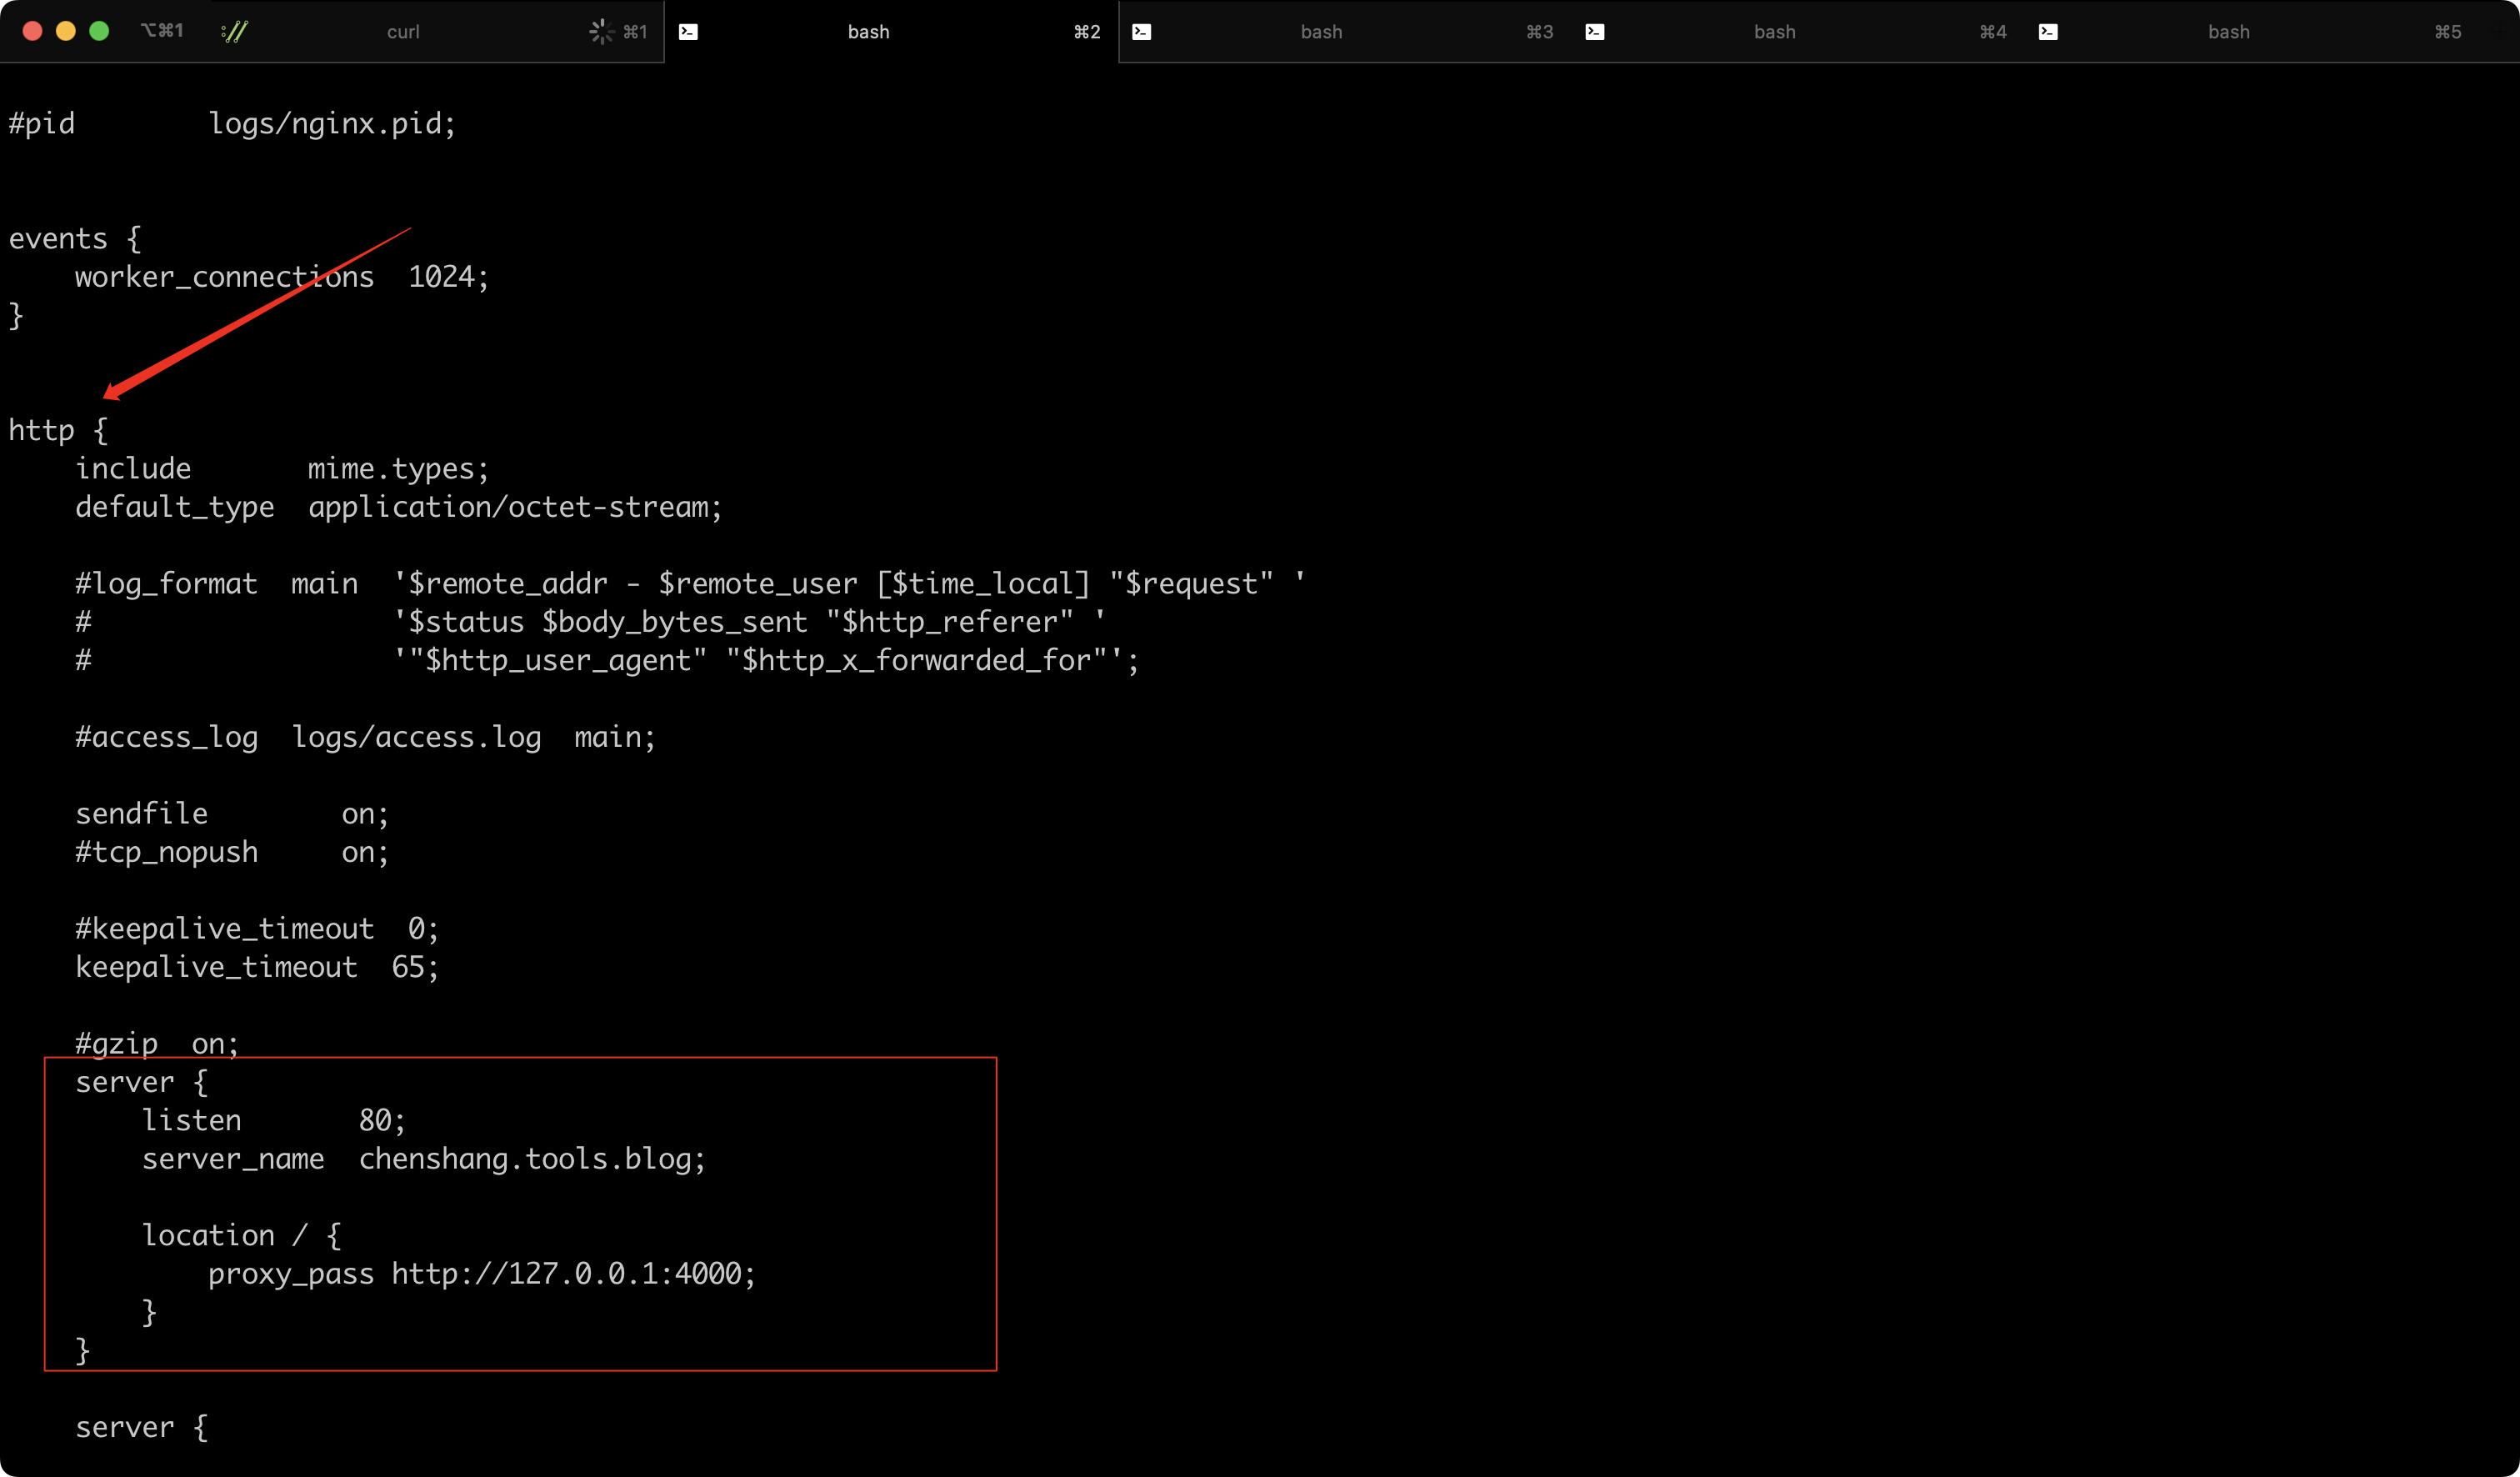 ⌥⌘1 curl ⌘1 bash ⌘2 bash ⌘3 bash ⌘4 bash ⌘5
#pid        logs/nginx.pid;
events {
    worker_connections  1024;
}
http {
    include       mime.types;
    default_type  application/octet-stream;
    #log_format  main  '$remote_addr - $remote_user [$time_local] "$request" '
    #                  '$status $body_bytes_sent "$http_referer" '
    #                  '"$http_user_agent" "$http_x_forwarded_for"';
    #access_log  logs/access.log  main;
    sendfile        on;
    #tcp_nopush     on;
    #keepalive_timeout  0;
    keepalive_timeout  65;
    #gzip  on;
    server {
        listen       80;
        server_name  chenshang.tools.blog;
        location / {
            proxy_pass http://127.0.0.1:4000;
        }
    }
    server {